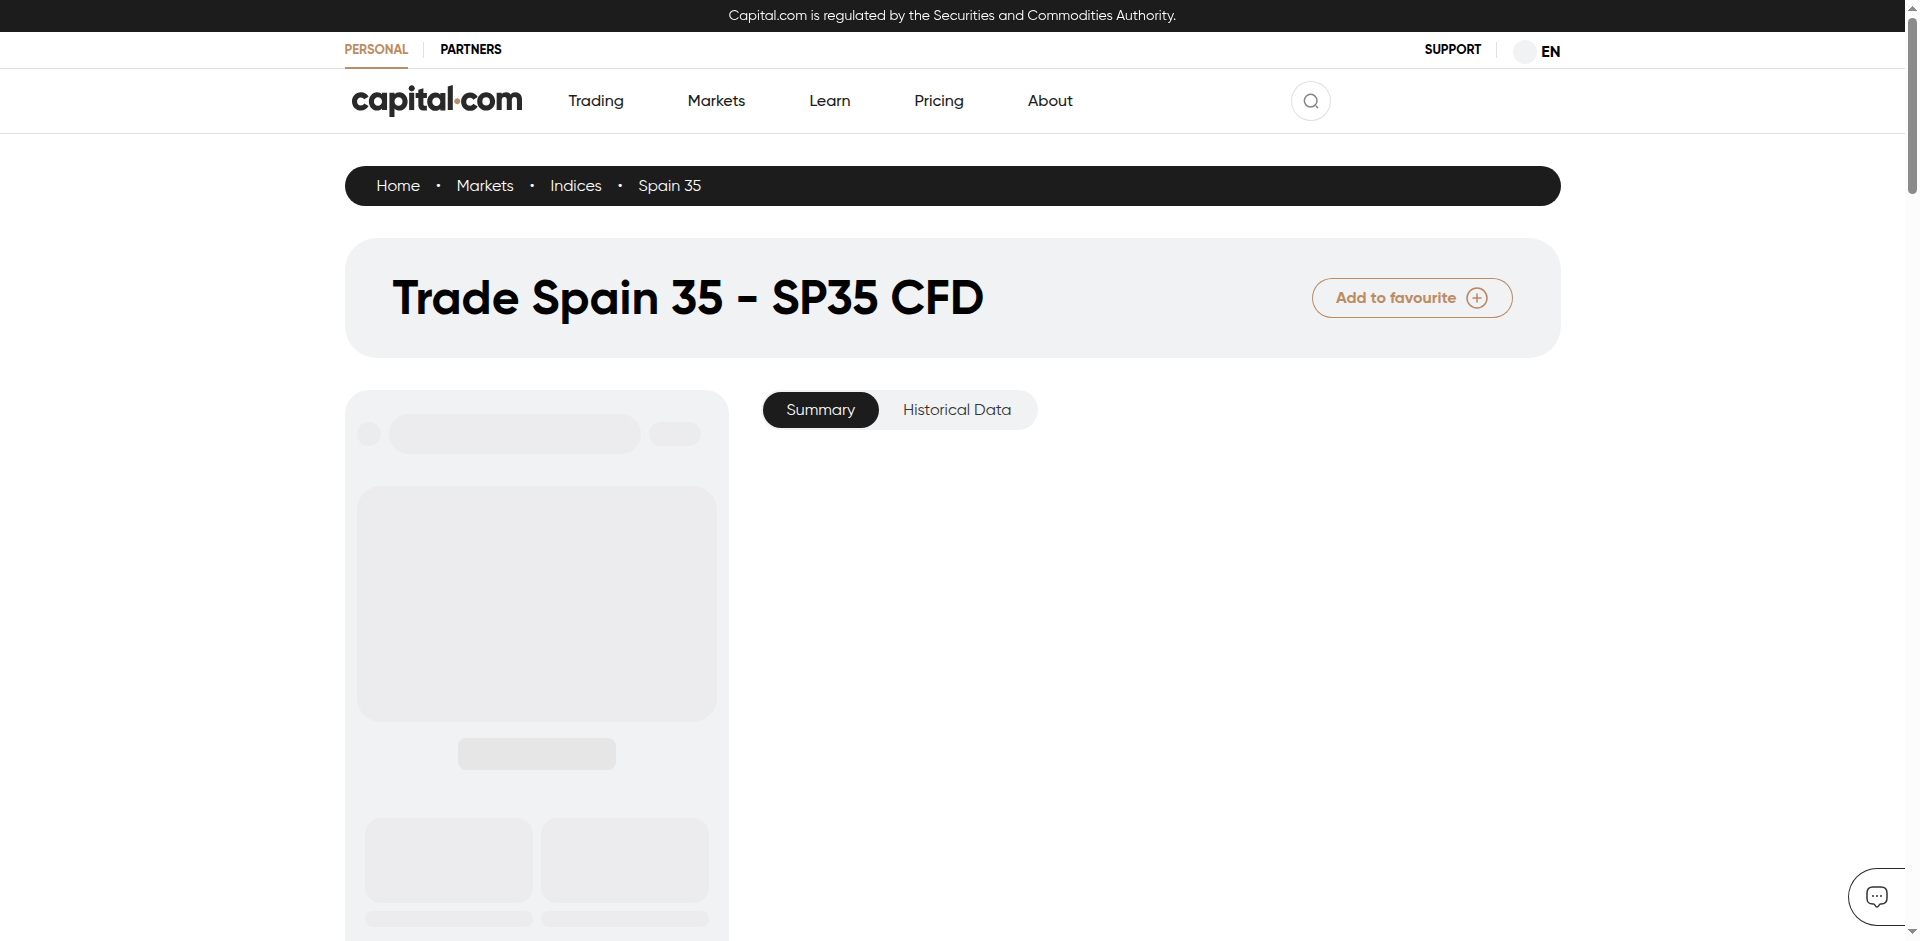 Capital.com is regulated by the Securities and Commodities Authority.
PERSONAL PARTNERS SUPPORT EN
capital.com Trading Markets Learn Pricing About
Home • Markets • Indices • Spain 35
Trade Spain 35 - SP35 CFD
Add to favourite
Summary Historical Data